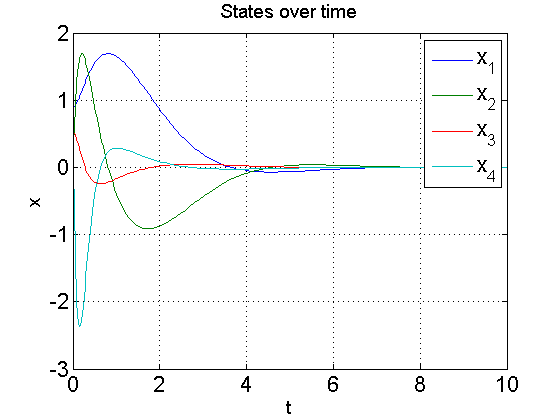 States over time
2
1
0
-1
-2
-3
x
0 2 4 6 8 10
t
x₁
x₂
x₃
x₄